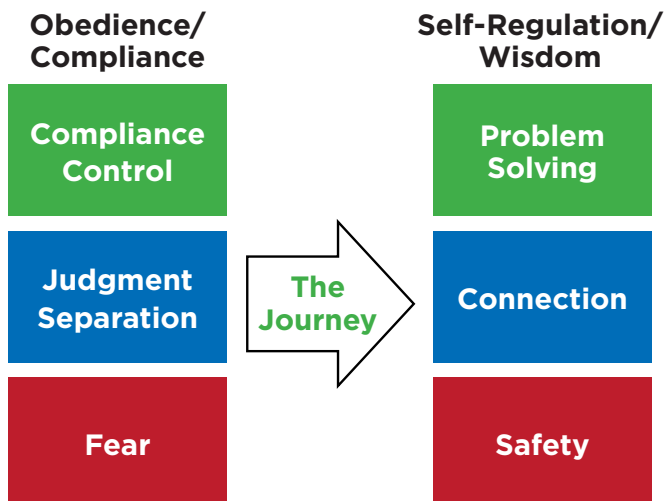 Obedience/
Compliance
Compliance
Control
Judgment
Separation
Fear
The
Journey
Self-Regulation/
Wisdom
Problem
Solving
Connection
Safety